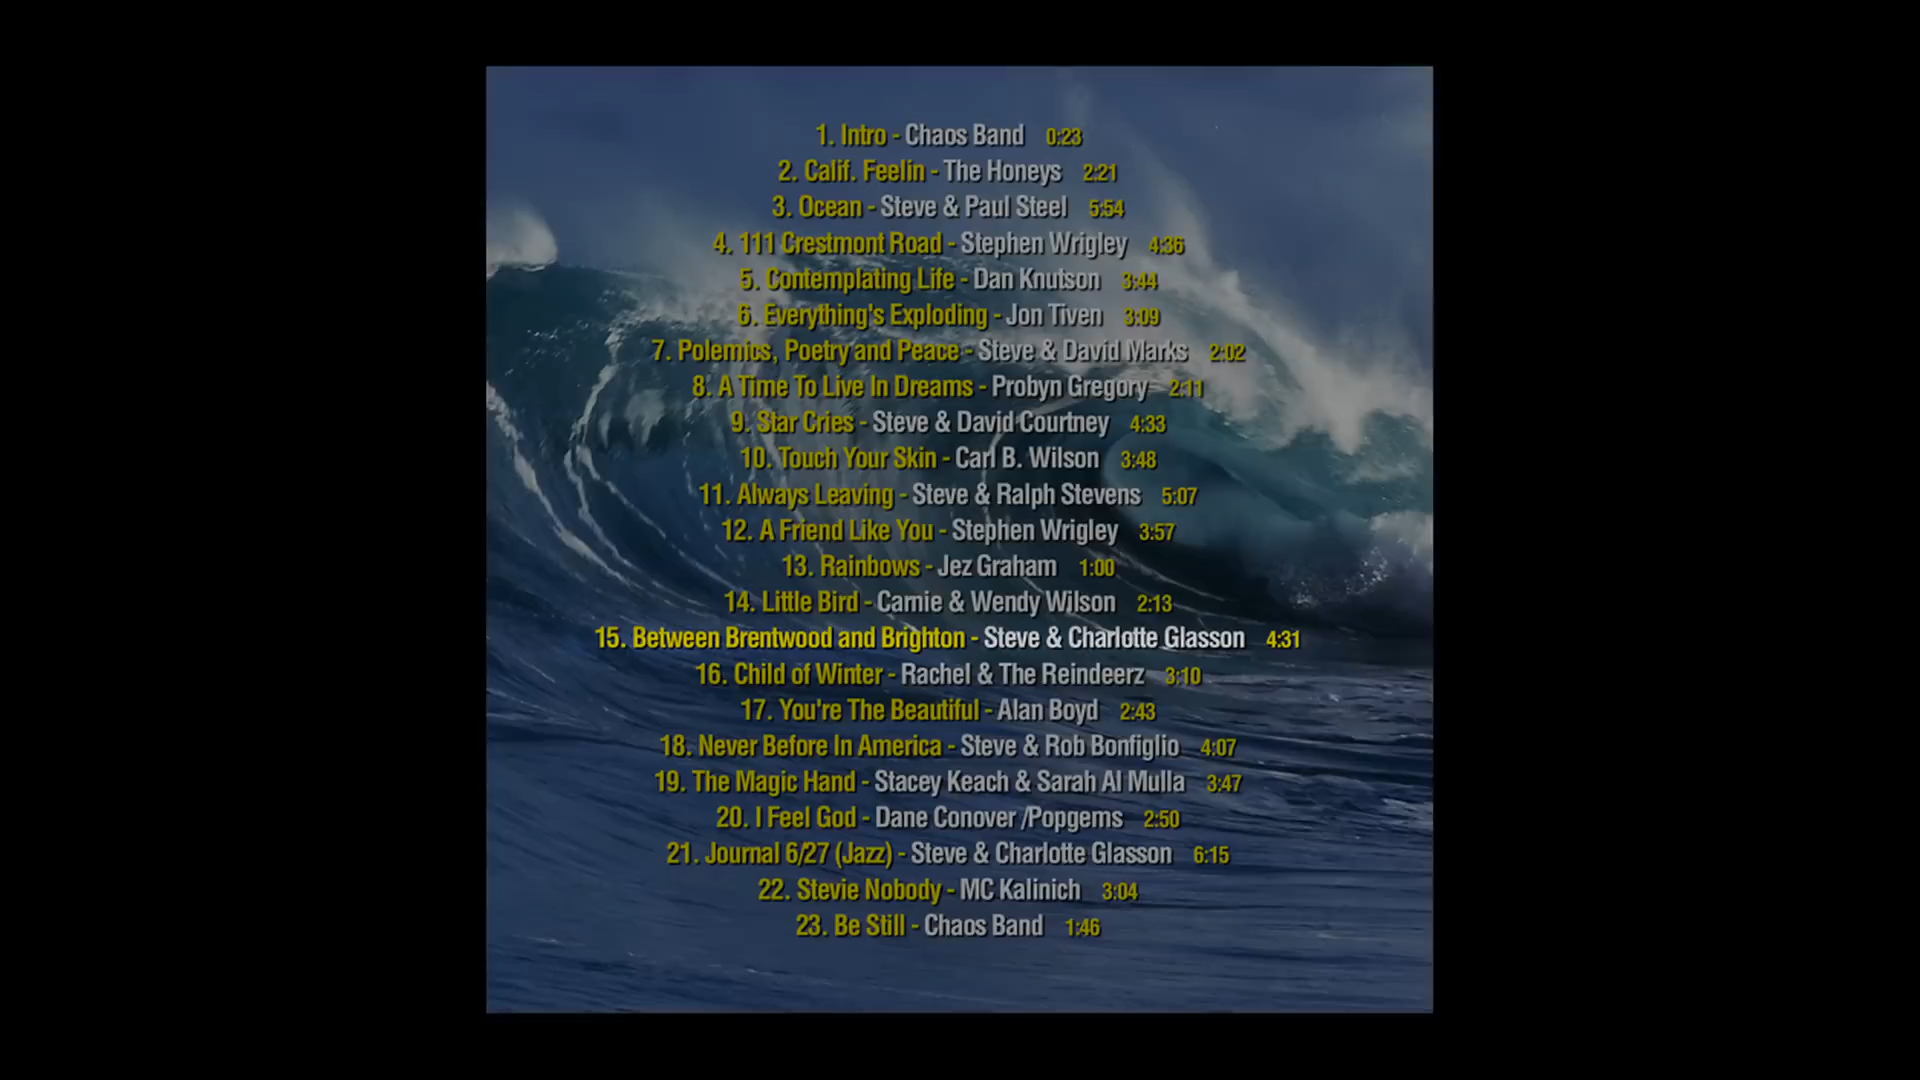 1. Intro - Chaos Band 0:23
2. Calif. Feelin - The Honeys 2:21
3. Ocean - Steve & Paul Steel 5:54
4. 111 Crestmont Road - Stephen Wrigley 4:36
5. Contemplating Life - Dan Knutson 3:44
6. Everything's Exploding - Jon Tiven 3:09
7. Polemics, Poetry and Peace - Steve & David Marks 2:02
8. A Time To Live In Dreams - Probyn Gregory 2:11
9. Star Cries - Steve & David Courtney 4:33
10. Touch Your Skin - Carl B. Wilson 3:48
11. Always Leaving - Steve & Ralph Stevens 5:07
12. A Friend Like You - Stephen Wrigley 3:57
13. Rainbows - Jez Graham 1:00
14. Little Bird - Carnie & Wendy Wilson 2:13
15. Between Brentwood and Brighton - Steve & Charlotte Glasson 4:31
16. Child of Winter - Rachel & The Reindeerz 3:10
17. You're The Beautiful - Alan Boyd 2:43
18. Never Before In America - Steve & Rob Bonfiglio 4:07
19. The Magic Hand - Stacey Keach & Sarah Al Mulla 3:47
20. I Feel God - Dane Conover /Popgems 2:50
21. Journal 6/27 (Jazz) - Steve & Charlotte Glasson 6:15
22. Stevie Nobody - MC Kalinich 3:04
23. Be Still - Chaos Band 1:46